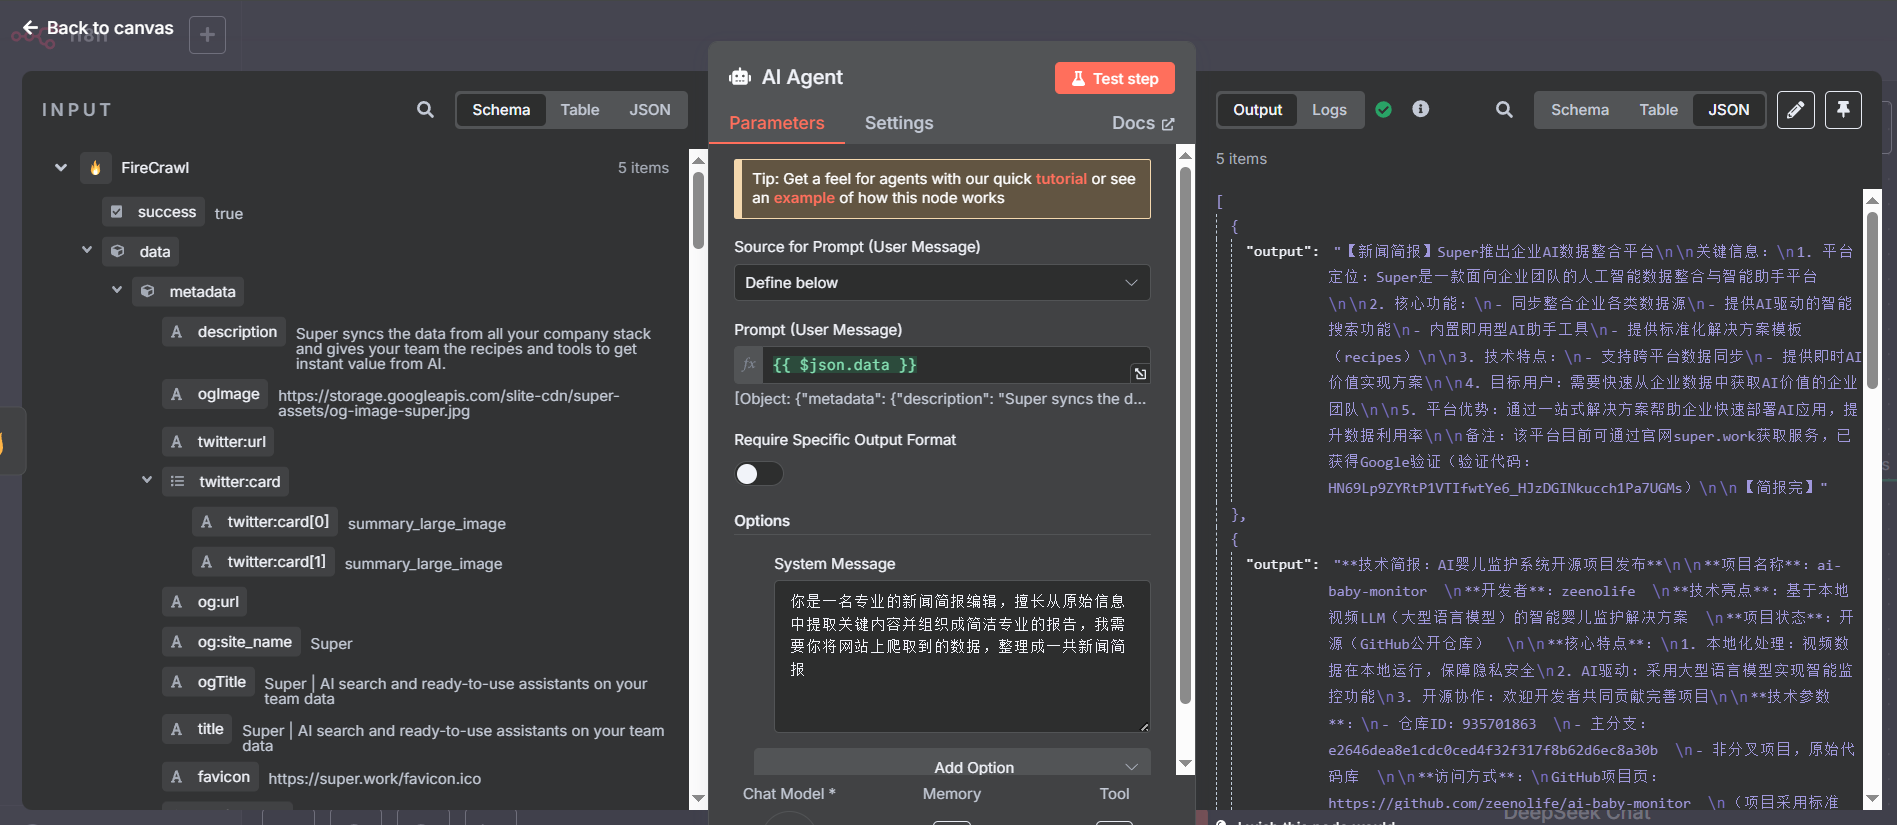 Back to canvas
n8n
INPUT
Schema
Table
JSON
FireCrawl
5 items
success
true
data
metadata
description
Super syncs the data from all your company stack
and gives your team the recipes and tools to get
instant value from AI.
ogImage
https://storage.googleapis.com/slite-cdn/super-
assets/og-image-super.jpg
twitter:url
twitter:card
twitter:card[0]
summary_large_image
twitter:card[1]
summary_large_image
og:url
og:site_name
Super
ogTitle
Super | AI search and ready-to-use assistants on your
team data
title
Super | AI search and ready-to-use assistants on your team
data
favicon
https://super.work/favicon.ico
AI Agent
Test step
Parameters
Settings
Docs
Tip: Get a feel for agents with our quick tutorial or see
an example of how this node works
Source for Prompt (User Message)
Define below
Prompt (User Message)
fx
{{ $json.data }}
[Object: {"metadata": {"description": "Super syncs the d...
Require Specific Output Format
Options
System Message
你是一名专业的新闻简报编辑，擅长从原始信息
中提取关键内容并组织成简洁专业的报告，我需
要你将网站上爬取到的数据，整理成一共新闻简
报
Add Option
Chat Model *
Memory
Tool
Output
Logs
Schema
Table
JSON
5 items
[
{
"output": "【新闻简报】Super推出企业AI数据整合平台\n\n关键信息：\n1. 平台
定位：Super是一款面向企业团队的人工智能数据整合与智能助手平台
\n\n2. 核心功能：\n- 同步整合企业各类数据源\n- 提供AI驱动的智能
搜索功能\n- 内置即用型AI助手工具\n- 提供标准化解决方案模板
（recipes）\n\n3. 技术特点：\n- 支持跨平台数据同步\n- 提供即时AI
价值实现方案\n\n4. 目标用户：需要快速从企业数据中获取AI价值的企业
团队\n\n5. 平台优势：通过一站式解决方案帮助企业快速部署AI应用，提
升数据利用率\n\n备注：该平台目前可通过官网super.work获取服务，已
获得Google验证（验证代码：
HN69Lp9ZYRtP1VTIfwtYe6_HJzDGINkucch1Pa7UGMs）\n\n【简报完】"
},
{
"output": "**技术简报：AI婴儿监护系统开源项目发布**\n\n**项目名称**：ai-
baby-monitor \n**开发者**：zeenolife \n**技术亮点**：基于本地
视频LLM（大型语言模型）的智能婴儿监护解决方案 \n**项目状态**：开
源（GitHub公开仓库） \n\n**核心特点**：\n1. 本地化处理：视频数
据在本地运行，保障隐私安全\n2. AI驱动：采用大型语言模型实现智能监
控功能\n3. 开源协作：欢迎开发者共同贡献完善项目\n\n**技术参数
**：\n- 仓库ID：935701863 \n- 主分支：
e2646dea8e1cdc0ced4f32f317f8b62d6ec8a30b \n- 非分叉项目，原始代
码库 \n\n**访问方式**：\nGitHub项目页：
https://github.com/zeenolife/ai-baby-monitor \n（项目采用标准
DeepSeek Chat
I wish this node would